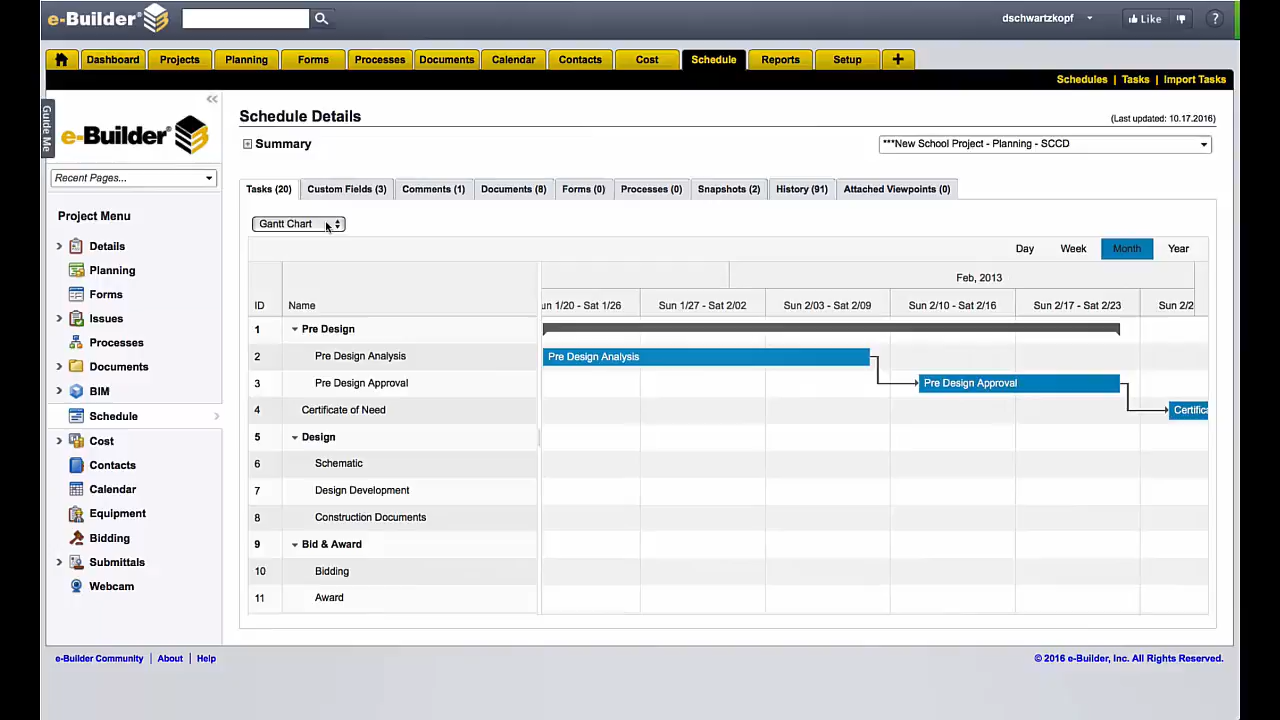 e-Builder®
dschwartzkopf
Like
?
Dashboard Projects Planning Forms Processes Documents Calendar Contacts Cost Schedule Reports Setup +
Schedules | Tasks | Import Tasks
Guide Me
«
e-Builder®
Recent Pages...
Project Menu
Details
Planning
Forms
Issues
Processes
Documents
BIM
Schedule
Cost
Contacts
Calendar
Equipment
Bidding
Submittals
Webcam
Schedule Details
(Last updated: 10.17.2016)
Summary
***New School Project - Planning - SCCD
Tasks (20) Custom Fields (3) Comments (1) Documents (8) Forms (0) Processes (0) Snapshots (2) History (91) Attached Viewpoints (0)
Gantt Chart
Day Week Month Year
Feb, 2013
ID Name un 1/20 - Sat 1/26 Sun 1/27 - Sat 2/02 Sun 2/03 - Sat 2/09 Sun 2/10 - Sat 2/16 Sun 2/17 - Sat 2/23 Sun 2/2
1 Pre Design
2 Pre Design Analysis Pre Design Analysis
3 Pre Design Approval Pre Design Approval
4 Certificate of Need Certifica
5 Design
6 Schematic
7 Design Development
8 Construction Documents
9 Bid & Award
10 Bidding
11 Award
e-Builder Community | About | Help
© 2016 e-Builder, Inc. All Rights Reserved.